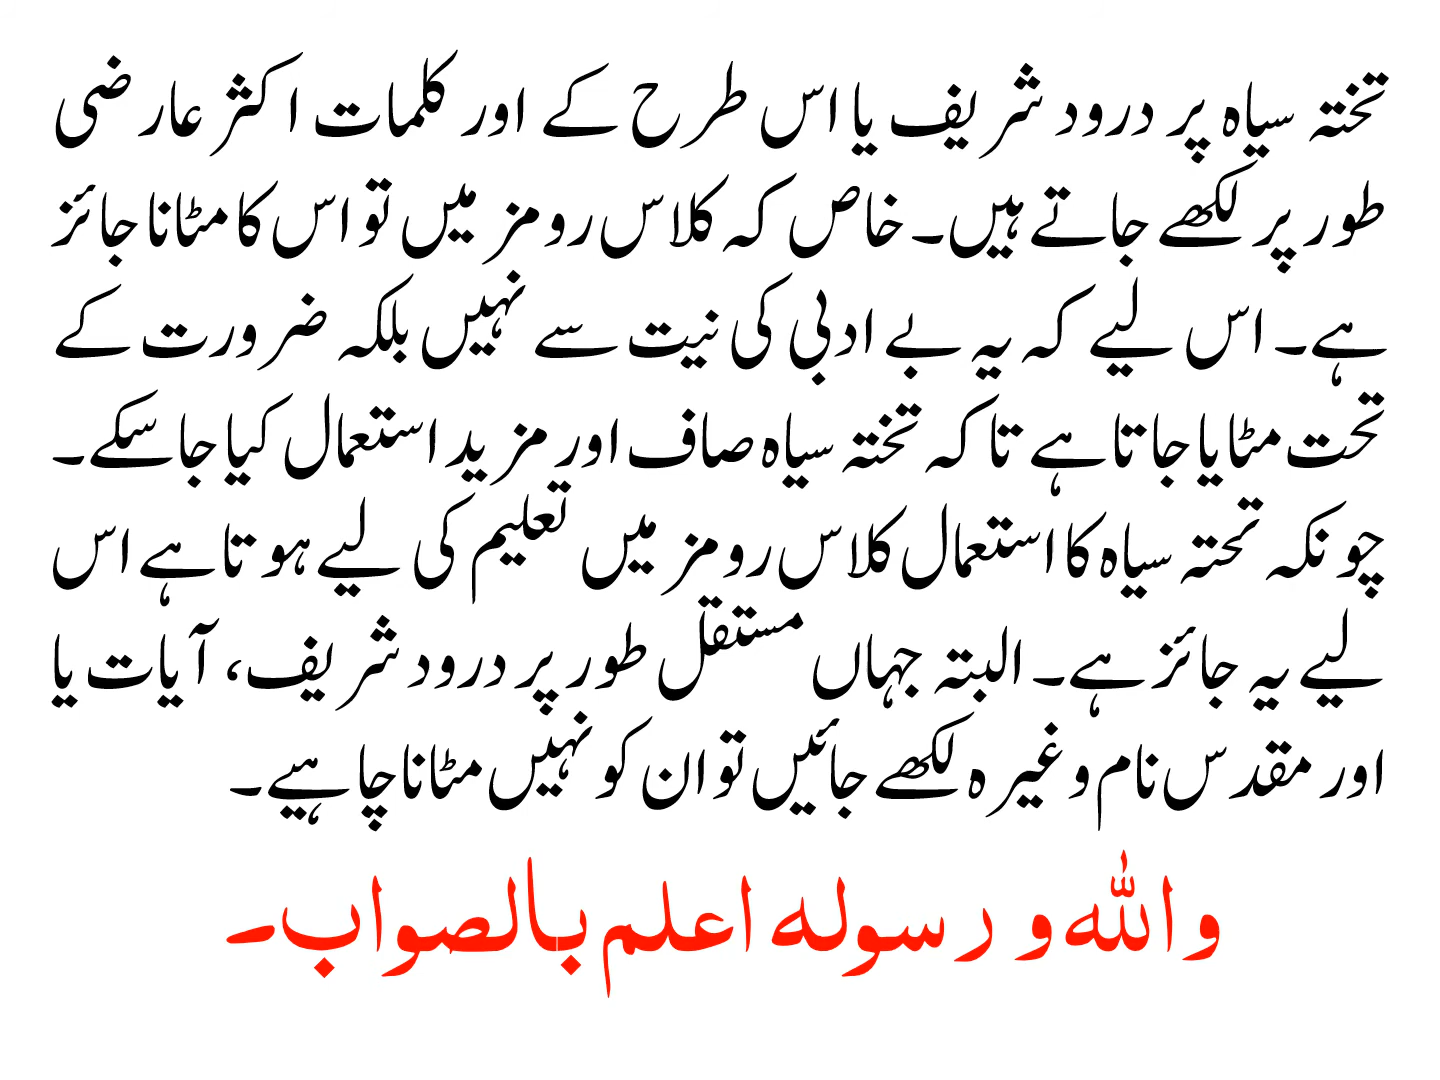 تختہ سیاہ پر درود شریف یا اس طرح کے اور کلمات اکثر عارضی
طور پر لکھے جاتے ہیں۔ خاص کہ کلاس رومز میں تو اس کا مٹانا جائز
ہے۔ اس لیے کہ یہ بے ادبی کی نیت سے نہیں بلکہ ضرورت کے
تحت مٹایا جاتا ہے تاکہ تختہ سیاہ صاف اور مزید استعمال کیا جا سکے۔
چونکہ تحتہ سیاہ کا استعمال کلاس رومز میں تعلیم کی لیے ہوتا ہے اس
لیے یہ جائز ہے۔ البتہ جہاں مستقل طور پر درود شریف، آیات یا
اور مقدس نام وغیرہ لکھے جائیں تو ان کو نہیں مٹانا چاہیے۔
واللہ و رسولہ اعلم بالصواب۔